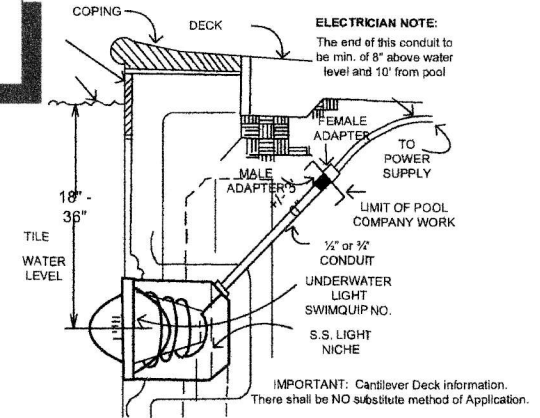 COPING
DECK
ELECTRICIAN NOTE:
The end of this conduit to
be min. of 8" above water
level and 10' from pool
FEMALE
ADAPTER
TO
POWER
SUPPLY
MALE
ADAPTER
LIMIT OF POOL
COMPANY WORK
18" -
36"
½" or ¾"
CONDUIT
TILE
WATER
LEVEL
UNDERWATER
LIGHT
SWIMQUIP NO.
S.S. LIGHT
NICHE
IMPORTANT: Cantilever Deck information.
There shall be NO substitute method of Application.